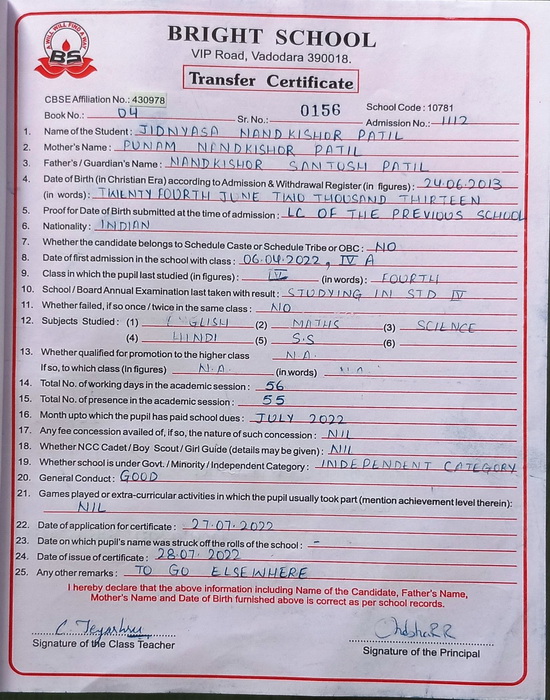 A WILL WILL FIND A WAY
BS
BRIGHT SCHOOL
VIP Road, Vadodara 390018.
Transfer Certificate
CBSE Affiliation No.: 430978
School Code : 10781
Book No.: 04 Sr. No.: 0156 Admission No.: 1112
1. Name of the Student : JIDNYASA NANDKISHOR PATIL
2. Mother's Name : PUNAM NANDKISHOR PATIL
3. Father's / Guardian's Name : NANDKISHOR SANTOSH PATIL
4. Date of Birth (in Christian Era) according to Admission & Withdrawal Register (in figures) : 24.06.2013
(in words) : TWENTY FOURTH JUNE TWO THOUSAND THIRTEEN
5. Proof for Date of Birth submitted at the time of admission : LC OF THE PREVIOUS SCHOOL
6. Nationality : INDIAN
7. Whether the candidate belongs to Schedule Caste or Schedule Tribe or OBC : NO
8. Date of first admission in the school with class : 06.04.2022, IV A
9. Class in which the pupil last studied (in figures) : IV (in words) : FOURTH
10. School / Board Annual Examination last taken with result : STUDYING IN STD IV
11. Whether failed, if so once / twice in the same class : NO
12. Subjects Studied : (1) ENGLISH (2) MATHS (3) SCIENCE
(4) HINDI (5) S.S (6)
13. Whether qualified for promotion to the higher class N.A.
If so, to which class (in figures) N.A (in words) N.A.
14. Total No. of working days in the academic session : 56
15. Total No. of presence in the academic session : 55
16. Month upto which the pupil has paid school dues : JULY 2022
17. Any fee concession availed of, if so, the nature of such concession : NIL
18. Whether NCC Cadet / Boy Scout / Girl Guide (details may be given) : NIL
19. Whether school is under Govt. / Minority / Independent Category : INDEPENDENT CATEGORY
20. General Conduct : GOOD
21. Games played or extra-curricular activities in which the pupil usually took part (mention achievement level therein) :
NIL
22. Date of application for certificate : 27.07.2022
23. Date on which pupil's name was struck off the rolls of the school : -
24. Date of issue of certificate : 28.07.2022
25. Any other remarks : TO GO ELSEWHERE
I hereby declare that the above information including Name of the Candidate, Father's Name,
Mother's Name and Date of Birth furnished above is correct as per school records.
Signature of the Class Teacher
Signature of the Principal